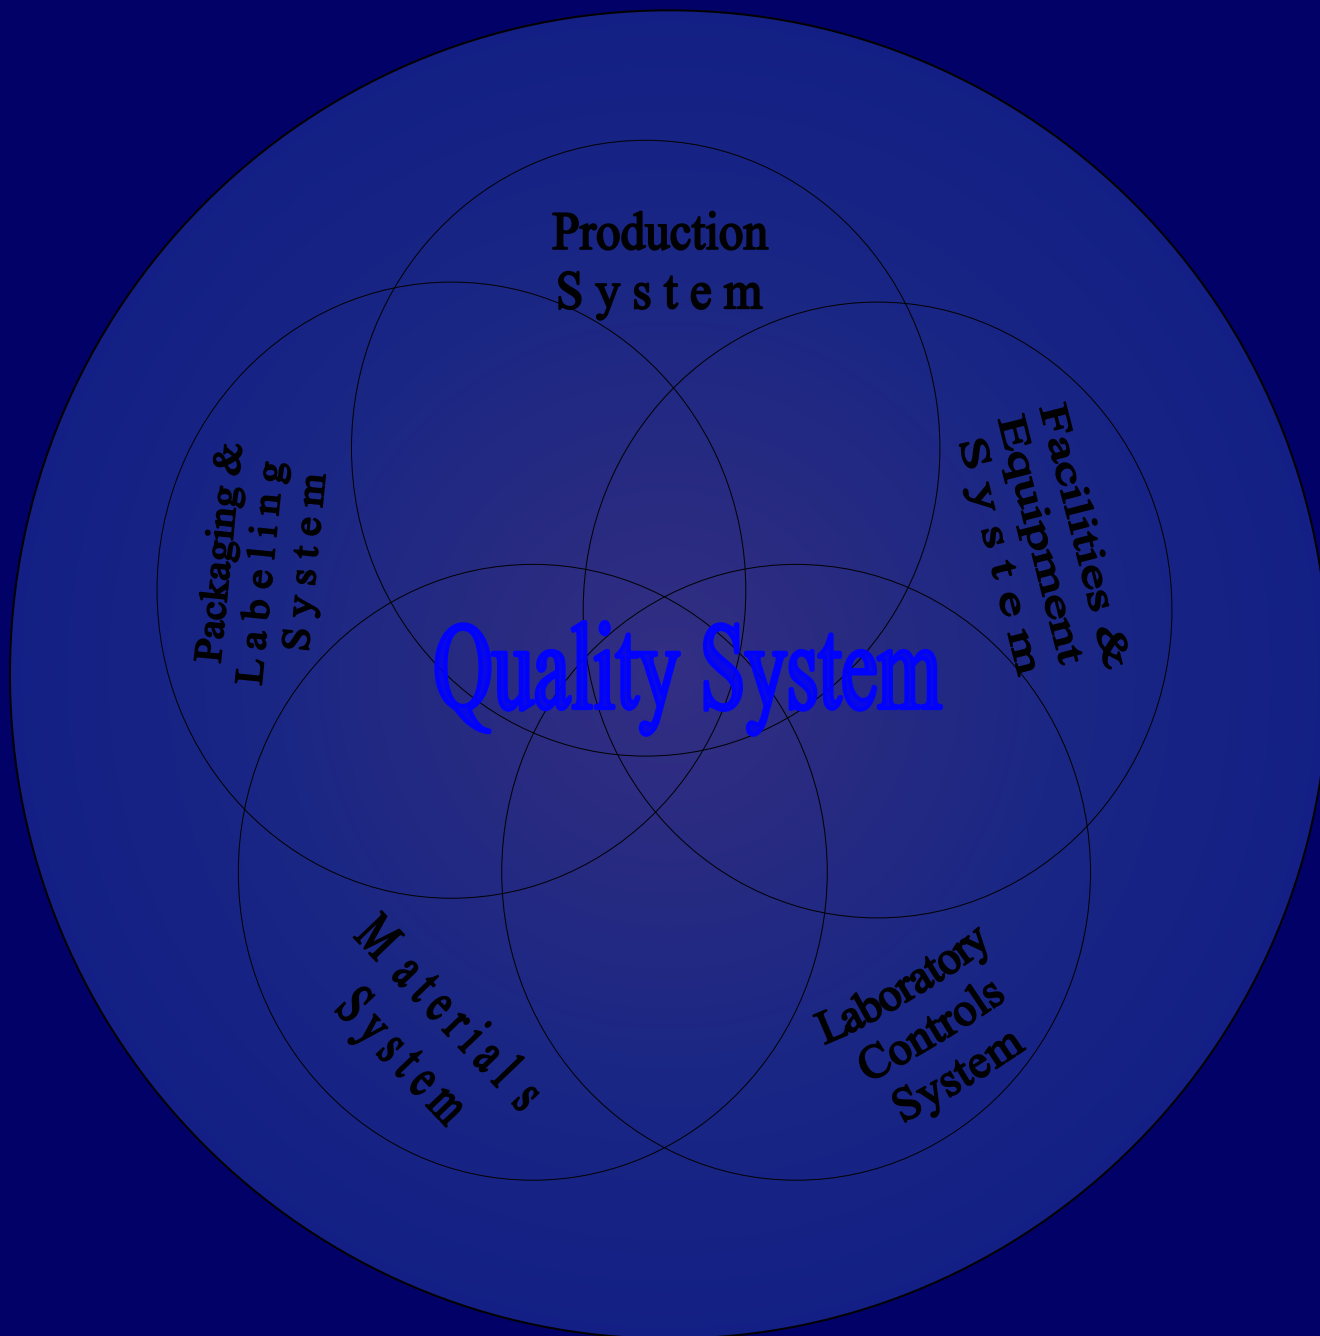 Production
System
Facilities &
Equipment
System
Packaging &
Labeling
System
Quality System
Materials
System
Laboratory
Controls
System